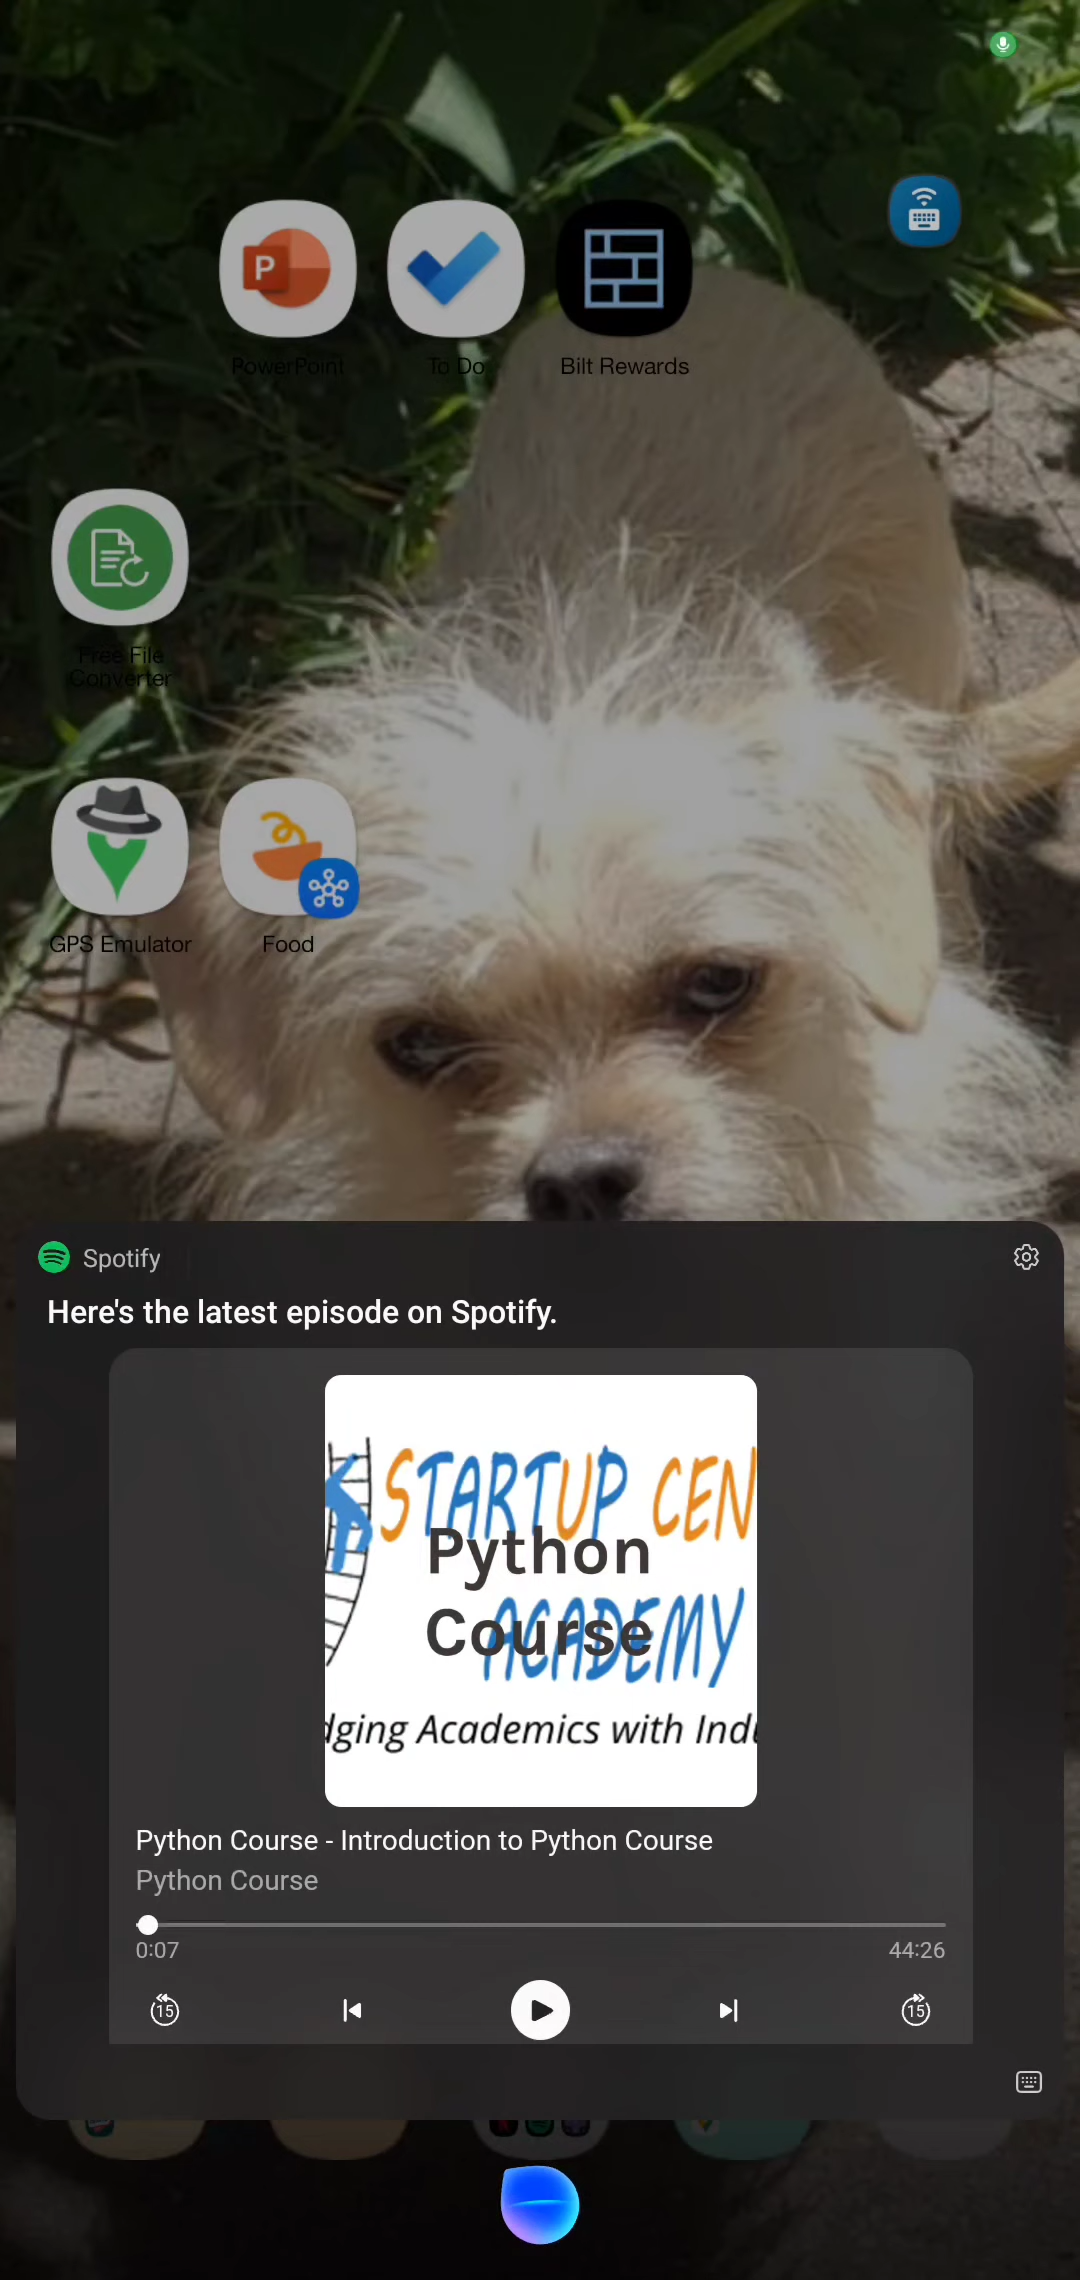 PowerPoint
To Do
Bilt Rewards
Free File
Converter
GPS Emulator
Food
Spotify
Here's the latest episode on Spotify.
STARTUP CEN
Python
Course
ACADEMY
dging Academics with Indu
Python Course - Introduction to Python Course
Python Course
0:07
44:26
15
15